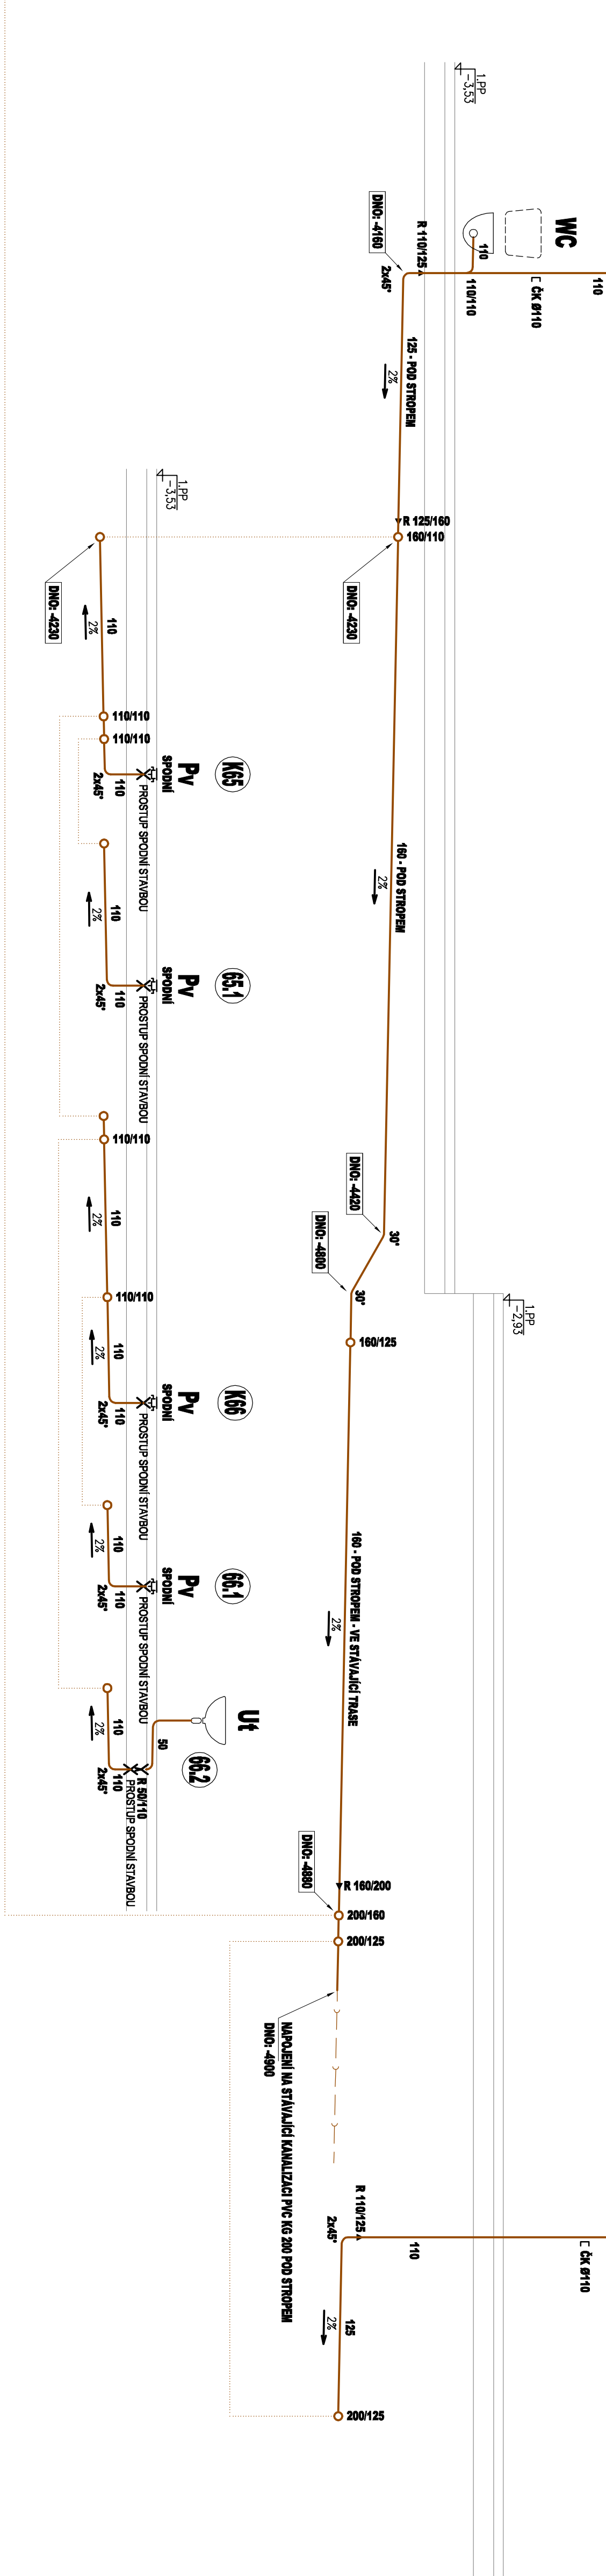 1.PP
-3,53
WC
110
110/110
ČK Ø110
110
R 110/125
DNO: -4160
2x45°
125 - POD STROPEM
2%
R 125/160
160/110
DNO: -4230
160 - POD STROPEM
2%
DNO: -4420
30°
DNO: -4800
30°
1.PP
-2,93
160/125
160 - POD STROPEM - VE STÁVAJÍCÍ TRASE
2%
R 160/200
DNO: -4880
200/160
200/125
NAPOJENÍ NA STÁVAJÍCÍ KANALIZACI PVC KG 200 POD STROPEM
DNO: -4900
R 110/125
2x45°
110
ČK Ø110
125
2%
200/125
1.PP
-3,53
DNO: -4230
110
2%
110/110
110/110
K65
Pv
SPODNÍ
110
2x45°
PROSTUP SPODNÍ STAVBOU
110
2%
65.1
Pv
SPODNÍ
110
2x45°
PROSTUP SPODNÍ STAVBOU
110/110
110
2%
110/110
110
2%
K66
Pv
SPODNÍ
110
2x45°
PROSTUP SPODNÍ STAVBOU
110
2%
66.1
Pv
SPODNÍ
110
2x45°
PROSTUP SPODNÍ STAVBOU
110
2%
Ut
66.2
50
R 50/110
110
2x45°
PROSTUP SPODNÍ STAVBOU